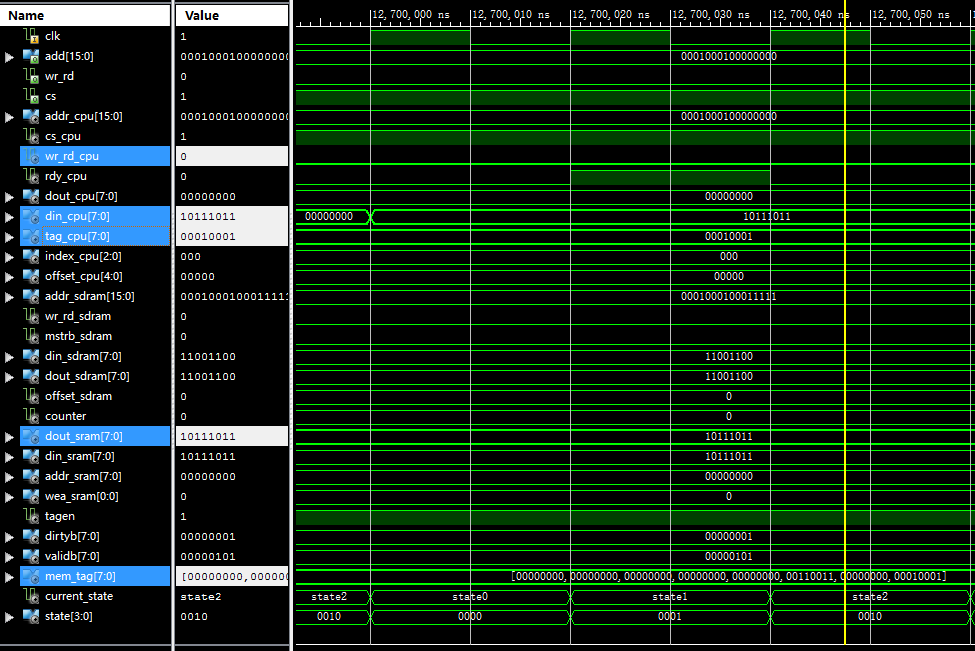 Name Value 12,700,000 ns 12,700,010 ns 12,700,020 ns 12,700,030 ns 12,700,040 ns 12,700,050 ns
clk 1
add[15:0] 0001000100000000 0001000100000000
wr_rd 0
cs 1
addr_cpu[15:0] 0001000100000000 0001000100000000
cs_cpu 1
wr_rd_cpu 0
rdy_cpu 0
dout_cpu[7:0] 00000000 00000000
din_cpu[7:0] 10111011 00000000 10111011
tag_cpu[7:0] 00010001 00010001
index_cpu[2:0] 000 000
offset_cpu[4:0] 00000 00000
addr_sdram[15:0] 0001000100011111 0001000100011111
wr_rd_sdram 0
mstrb_sdram 0
din_sdram[7:0] 11001100 11001100
dout_sdram[7:0] 11001100 11001100
offset_sdram 0 0
counter 0 0
dout_sram[7:0] 10111011 10111011
din_sram[7:0] 10111011 10111011
addr_sram[7:0] 00000000 00000000
wea_sram[0:0] 0 0
tagen 1
dirtyb[7:0] 00000001 00000001
validb[7:0] 00000101 00000101
mem_tag[7:0] [00000000,000000 [00000000,00000000,00000000,00000000,00000000,00110011,00000000,00010001]
current_state state2 state2 state0 state1 state2
state[3:0] 0010 0010 0000 0001 0010